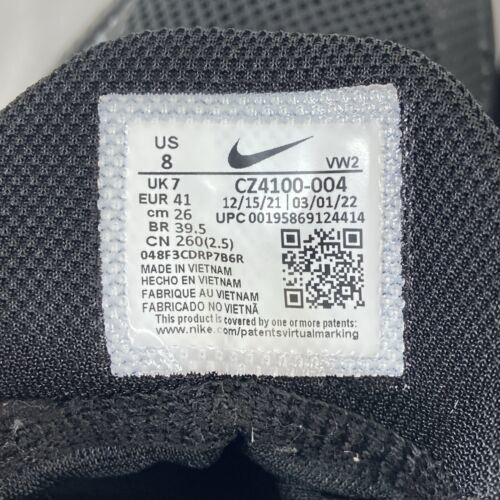 US
8
VW2
UK 7
CZ4100-004
EUR 41
12/15/21 | 03/01/22
cm 26
UPC 00195869124414
BR 39.5
CN 260(2.5)
048F3CDRP7B6R
MADE IN VIETNAM
HECHO EN VIETNAM
FABRIQUE AU VIETNAM
FABRICADO NO VIETNÃ
This product is covered by one or more patents:
www.nike.com/patentsvirtualmarking